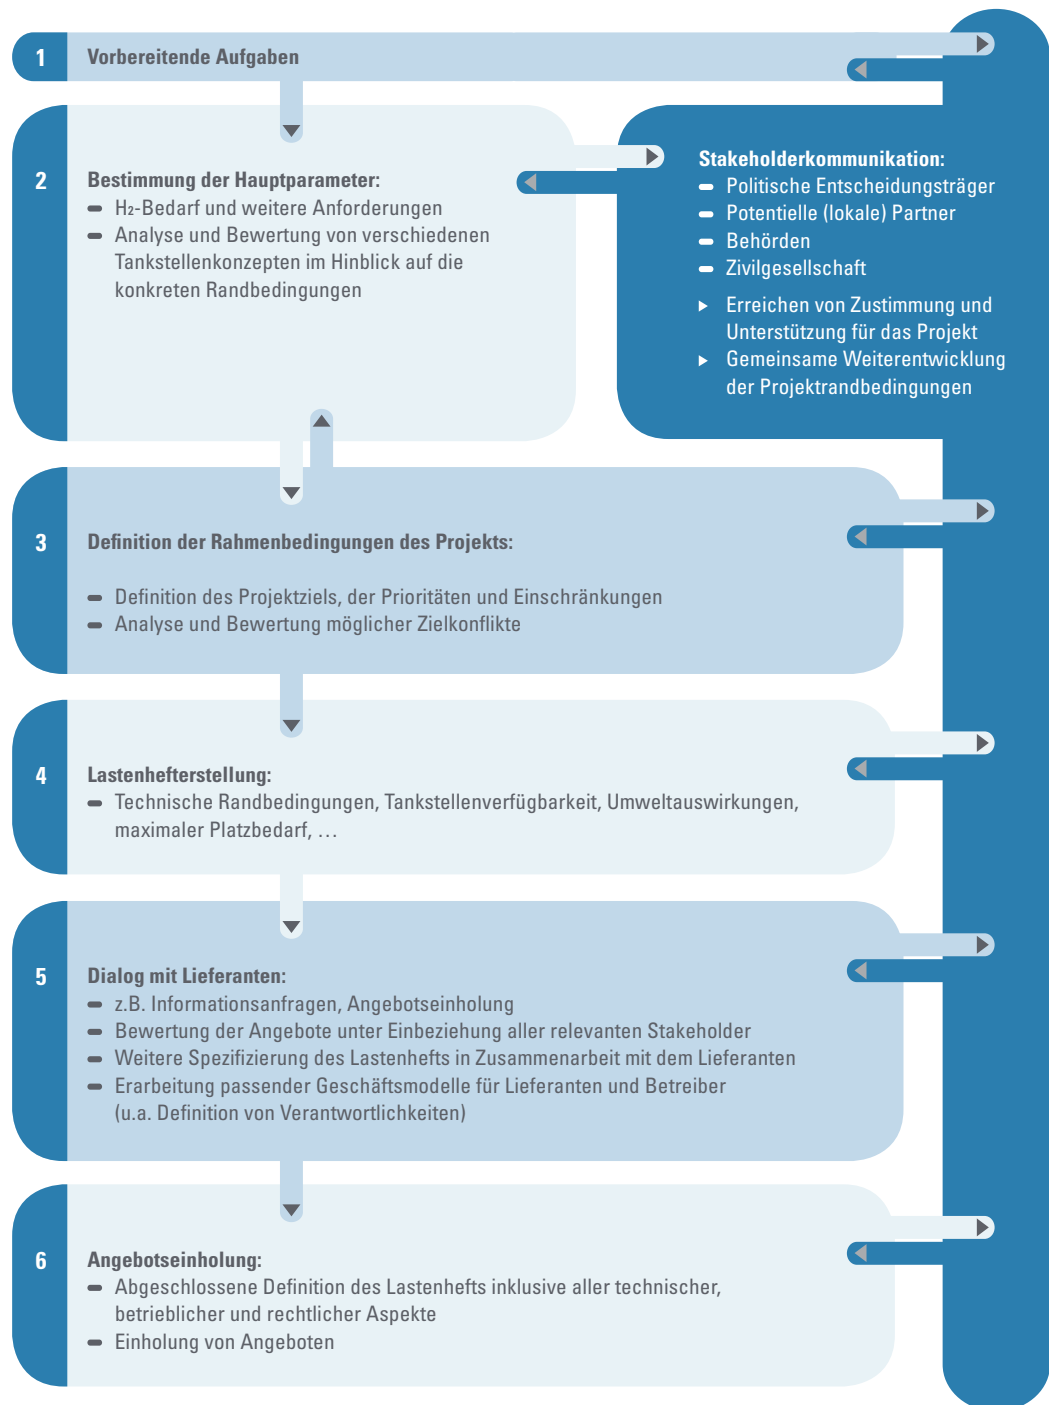 1
Vorbereitende Aufgaben
2
Bestimmung der Hauptparameter:
H₂-Bedarf und weitere Anforderungen
Analyse und Bewertung von verschiedenen
Tankstellenkonzepten im Hinblick auf die
konkreten Randbedingungen
Stakeholderkommunikation:
Politische Entscheidungsträger
Potentielle (lokale) Partner
Behörden
Zivilgesellschaft
Erreichen von Zustimmung und
Unterstützung für das Projekt
Gemeinsame Weiterentwicklung
der Projektrandbedingungen
3
Definition der Rahmenbedingungen des Projekts:
Definition des Projektziels, der Prioritäten und Einschränkungen
Analyse und Bewertung möglicher Zielkonflikte
4
Lastenhefterstellung:
Technische Randbedingungen, Tankstellenverfügbarkeit, Umweltauswirkungen,
maximaler Platzbedarf, ...
5
Dialog mit Lieferanten:
z.B. Informationsanfragen, Angebotseinholung
Bewertung der Angebote unter Einbeziehung aller relevanten Stakeholder
Weitere Spezifizierung des Lastenhefts in Zusammenarbeit mit dem Lieferanten
Erarbeitung passender Geschäftsmodelle für Lieferanten und Betreiber
(u.a. Definition von Verantwortlichkeiten)
6
Angebotseinholung:
Abgeschlossene Definition des Lastenhefts inklusive aller technischer,
betrieblicher und rechtlicher Aspekte
Einholung von Angeboten